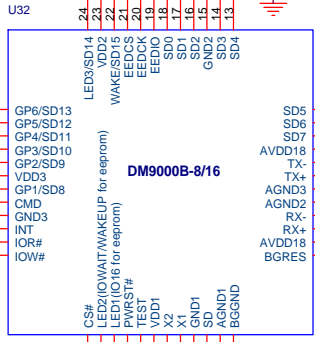 U32
24
23
22
21
20
19
18
17
16
15
14
13
LED3/SD14
VDD2
WAKE/SD15
EEDCS
EEDCK
EEDIO
SD0
SD1
SD2
GND2
SD3
SD4
GP6/SD13
GP5/SD12
GP4/SD11
GP3/SD10
GP2/SD9
VDD3
GP1/SD8
CMD
GND3
INT
IOR#
IOW#
DM9000B-8/16
SD5
SD6
SD7
AVDD18
TX-
TX+
AGND3
AGND2
RX-
RX+
AVDD18
BGRES
CS#
LED2(IOWAIT/WAKEUP for eeprom)
LED1(IO16 for eeprom)
PWRST#
TEST
VDD1
X2
X1
GND1
SD
AGND1
BGGND